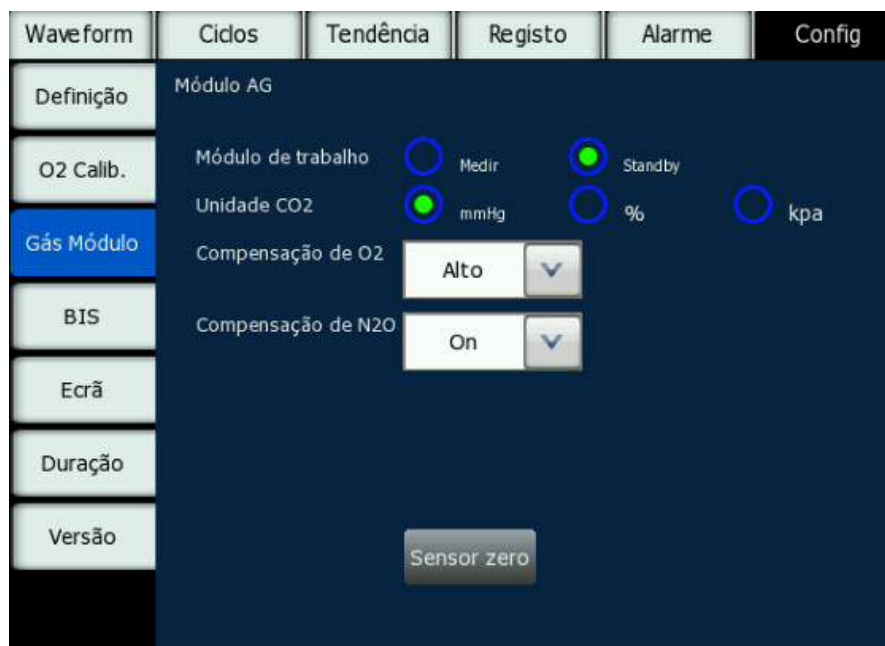 Waveform Ciclos Tendência Registo Alarme Config
Definição
O2 Calib.
Gás Módulo
BIS
Ecrã
Duração
Versão
Módulo AG
Módulo de trabalho Medir Standby
Unidade CO2 mmHg % kpa
Compensação de O2 Alto
Compensação de N2O On
Sensor zero